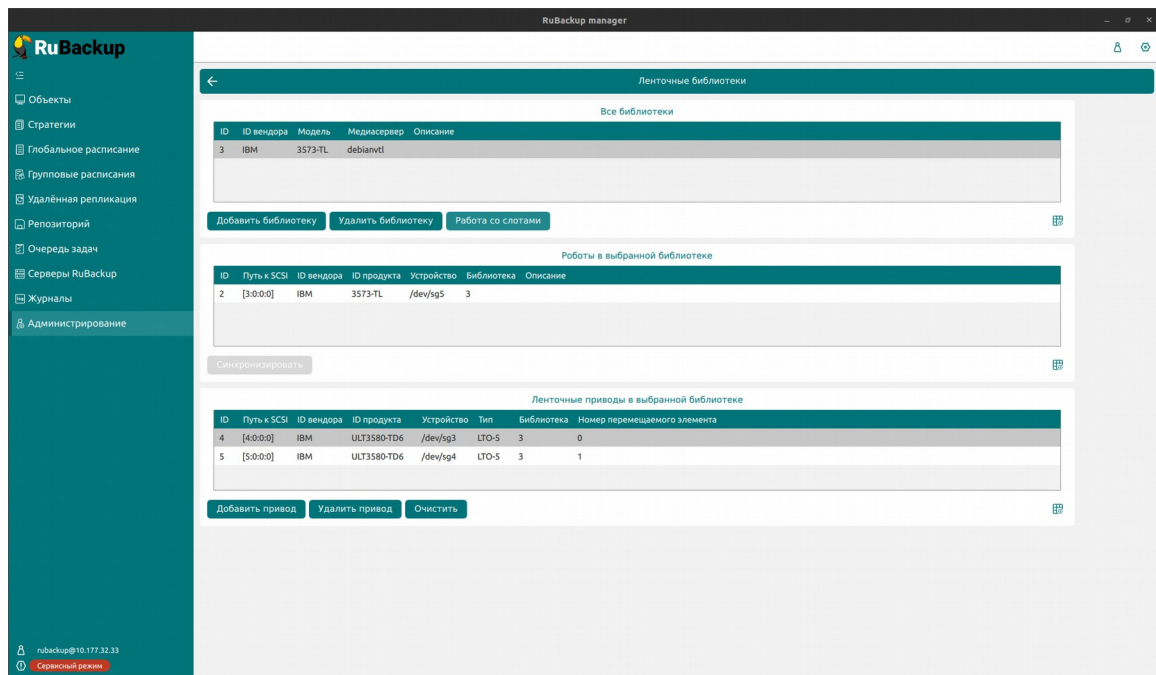 RuBackup manager
RuBackup
Ленточные библиотеки
Объекты
Стратегии
Глобальное расписание
Групповые расписания
Удалённая репликация
Репозиторий
Очередь задач
Серверы RuBackup
Журналы
Администрирование
Все библиотеки
ID ID вендора Модель Медиасервер Описание
3 IBM 3573-TL debianvtl
Добавить библиотеку Удалить библиотеку Работа со слотами
Роботы в выбранной библиотеке
ID Путь к SCSI ID вендора ID продукта Устройство Библиотека Описание
2 [3:0:0:0] IBM 3573-TL /dev/sg5 3
Синхронизировать
Ленточные приводы в выбранной библиотеке
ID Путь к SCSI ID вендора ID продукта Устройство Тип Библиотека Номер перемещаемого элемента
4 [4:0:0:0] IBM ULT3580-TD6 /dev/sg3 LTO-5 3 0
5 [5:0:0:0] IBM ULT3580-TD6 /dev/sg4 LTO-5 3 1
Добавить привод Удалить привод Очистить
rubackup@10.177.32.33
Сервисный режим